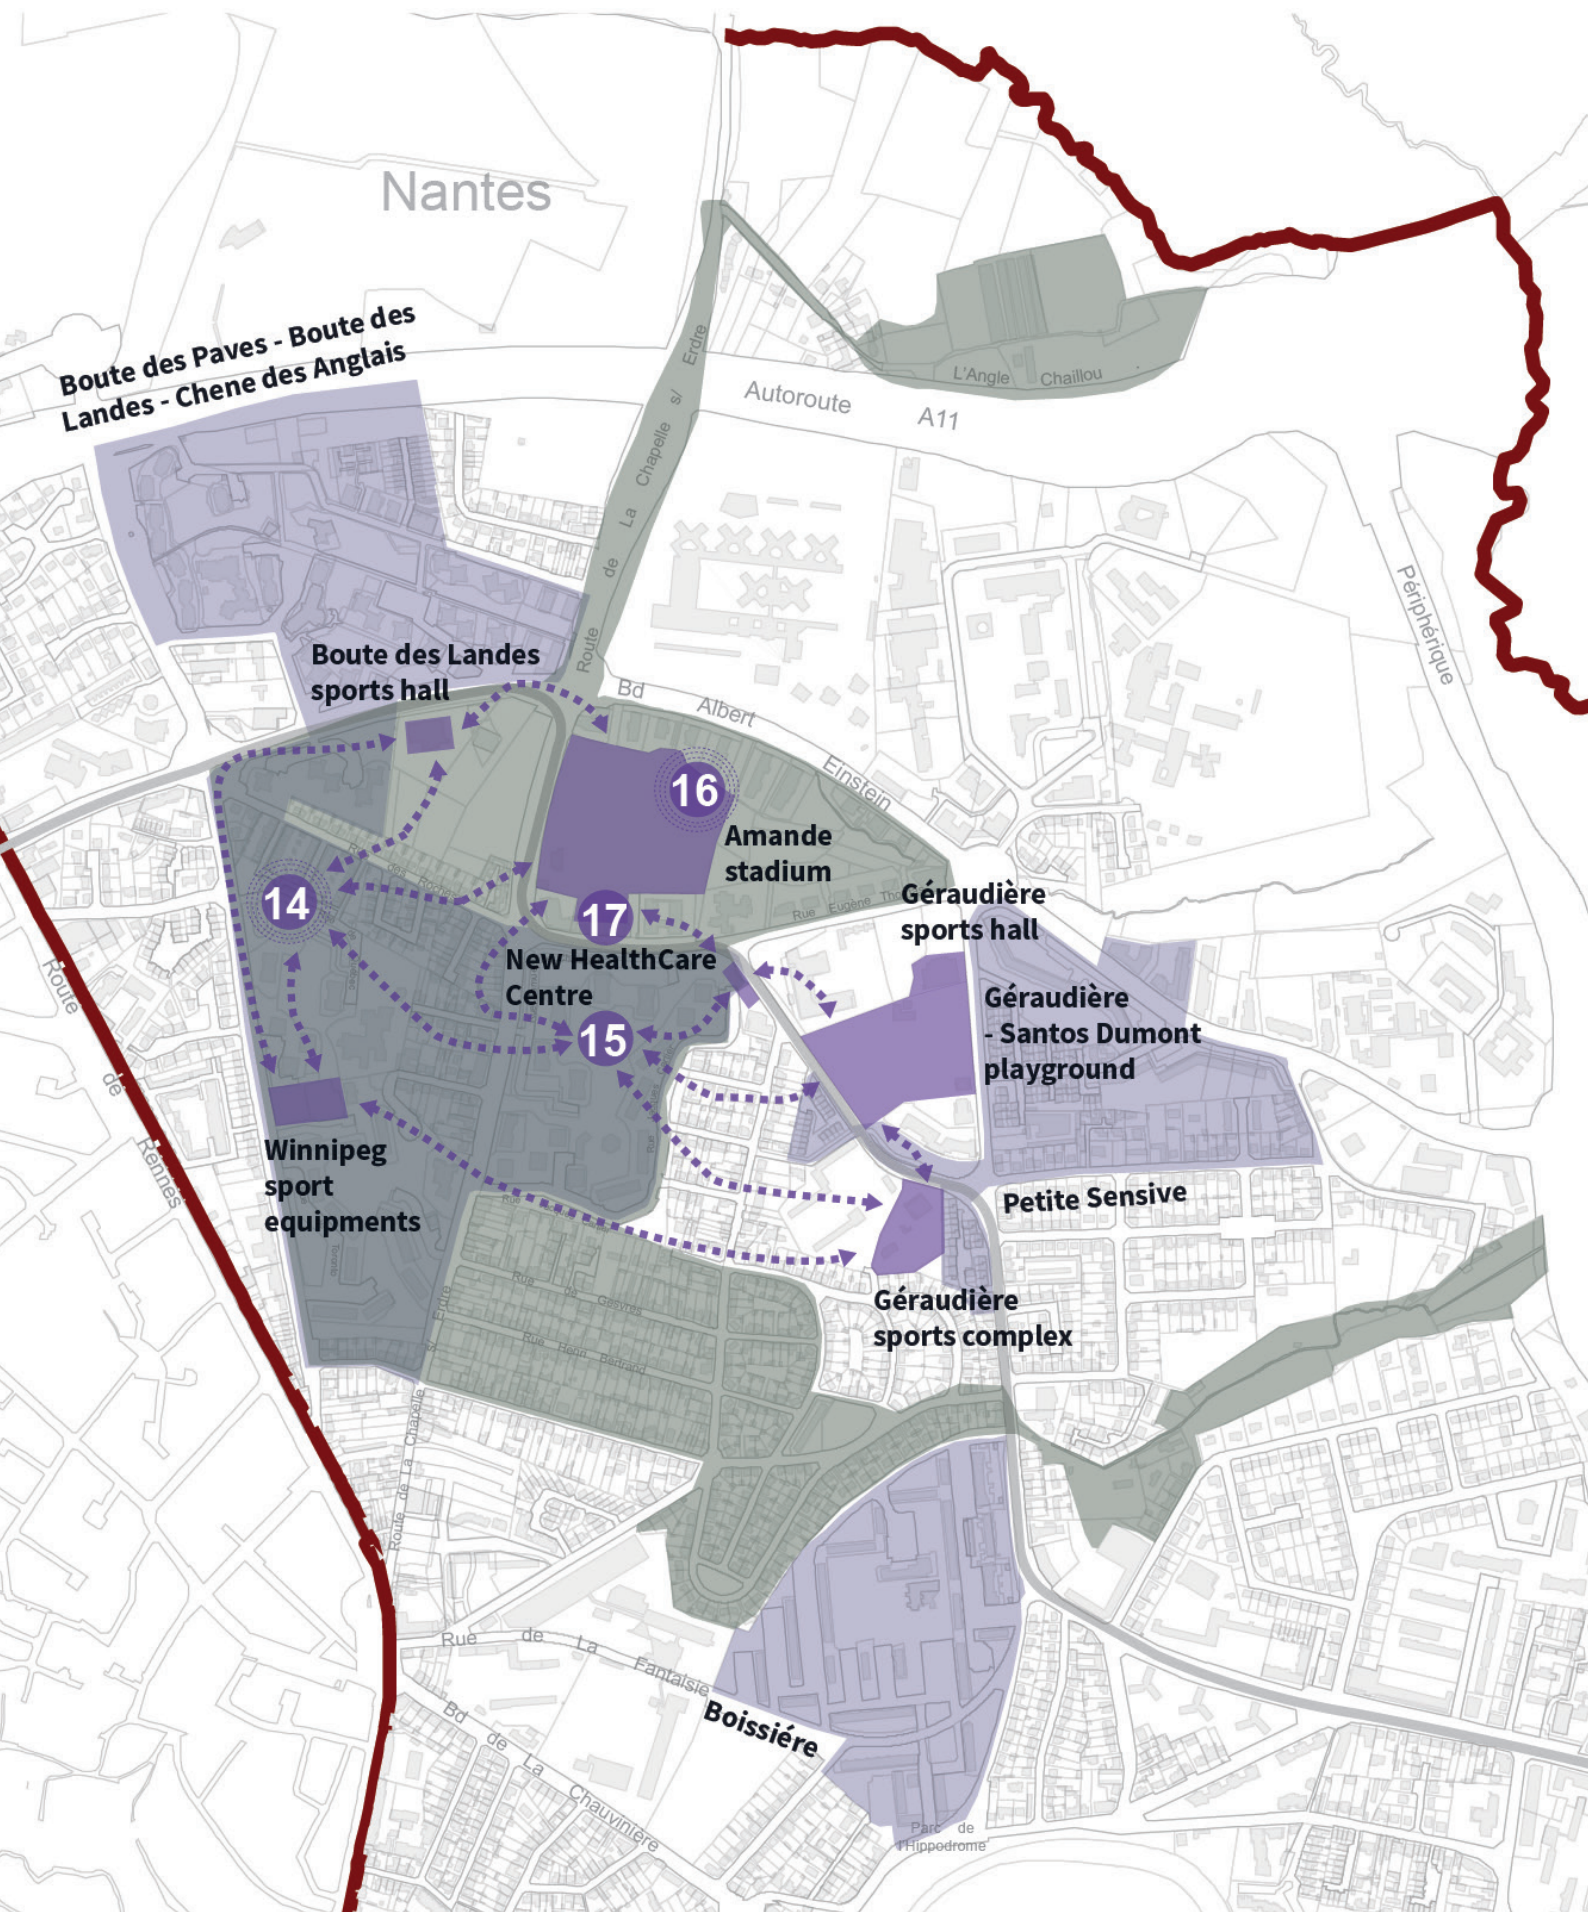 Nantes
Boute des Paves - Boute des
Landes - Chene des Anglais
Route de La Chapelle s/ Erdre
L'Angle Chaillou
Autoroute A11
Périphérique
Boute des Landes
sports hall
Bd Albert Einstein
16
Amande
stadium
14
17
Rue Eugène
Géraudière
sports hall
New HealthCare
Centre
15
Géraudière
- Santos Dumont
playground
Route de Rennes
Winnipeg
sport
equipments
Toronto
Petite Sensive
Rue de Gesvres
Rue Henri Bertrand
Géraudière
sports complex
Route de La Chapelle s/ Erdre
Rue de La Fantaisie
Boissiére
Bd de La Chauvinière
Parc de
l'Hippodrome